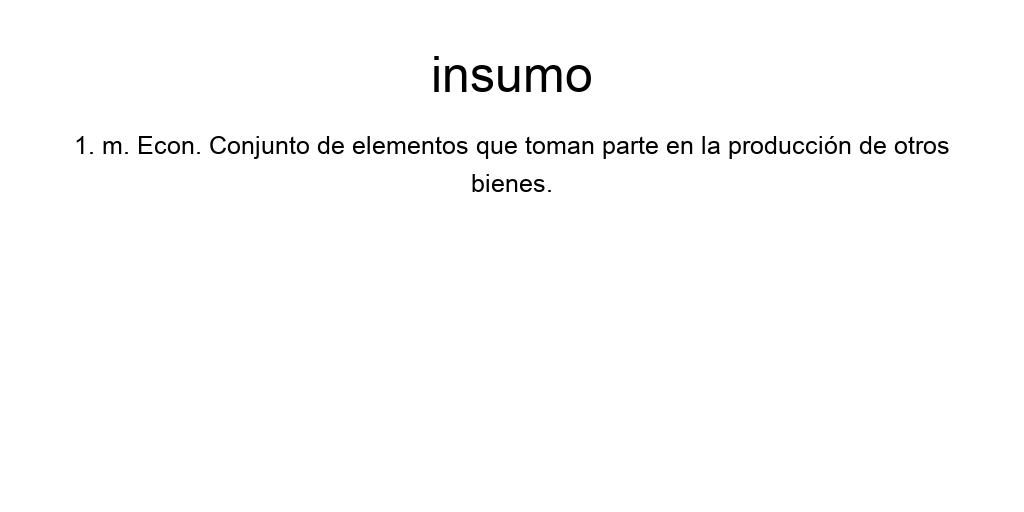 insumo
1. m. Econ. Conjunto de elementos que toman parte en la producción de otros
bienes.